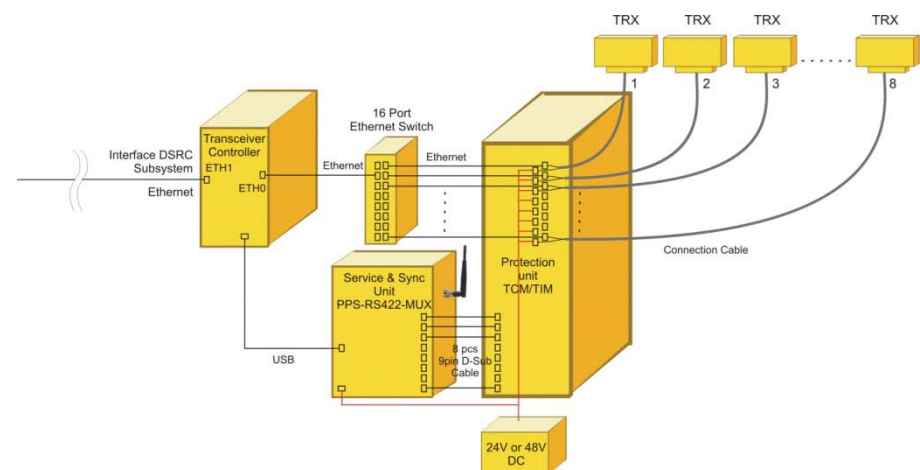 TRX TRX TRX TRX
1 2 3 8
16 Port
Ethernet Switch
Transceiver
Controller
ETH1
ETH0
Interface DSRC
Subsystem
Ethernet
Ethernet
Ethernet
Connection Cable
Protection
unit
TCM/TIM
Service & Sync
Unit
PPS-RS422-MUX
USB
8 pcs
9pin D-Sub
Cable
24V or 48V
DC